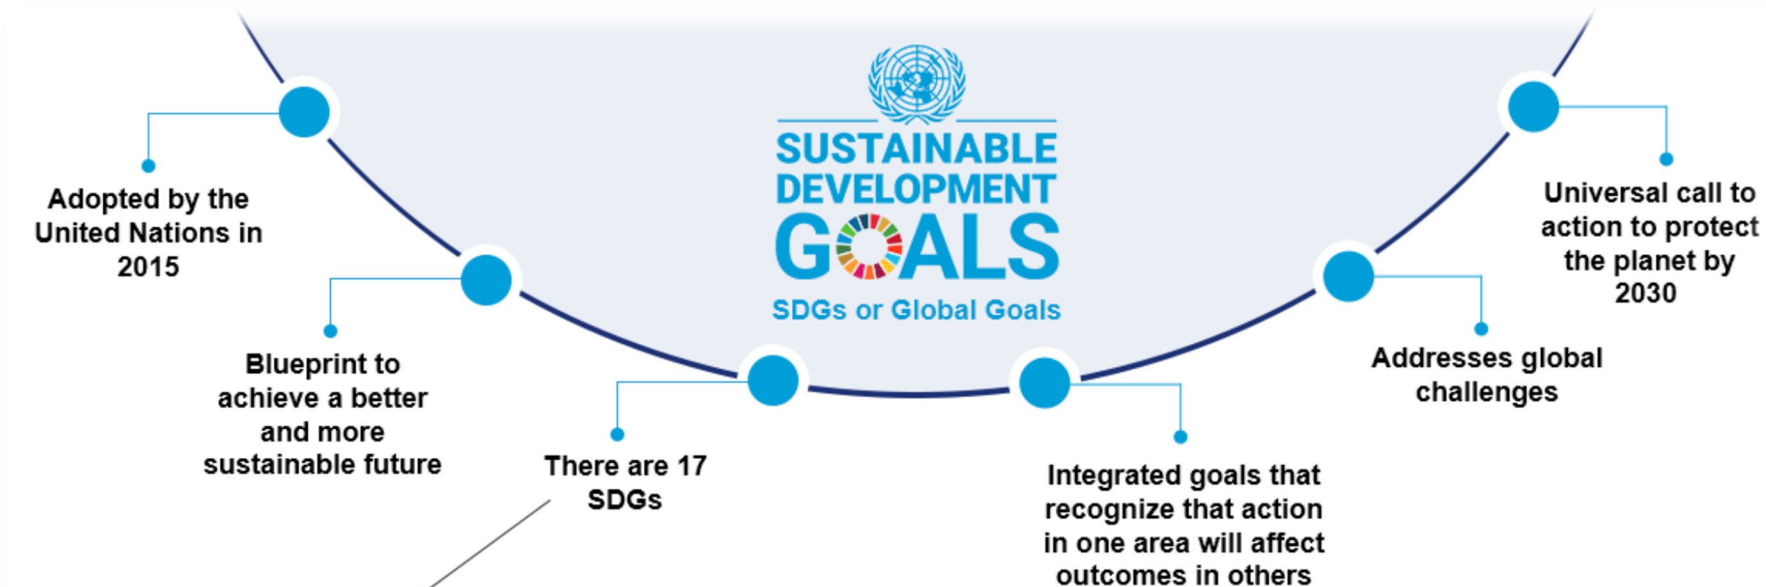 SUSTAINABLE
DEVELOPMENT
GOALS
SDGs or Global Goals
Adopted by the
United Nations in
2015
Blueprint to
achieve a better
and more
sustainable future
There are 17
SDGs
Integrated goals that
recognize that action
in one area will affect
outcomes in others
Addresses global
challenges
Universal call to
action to protect
the planet by
2030